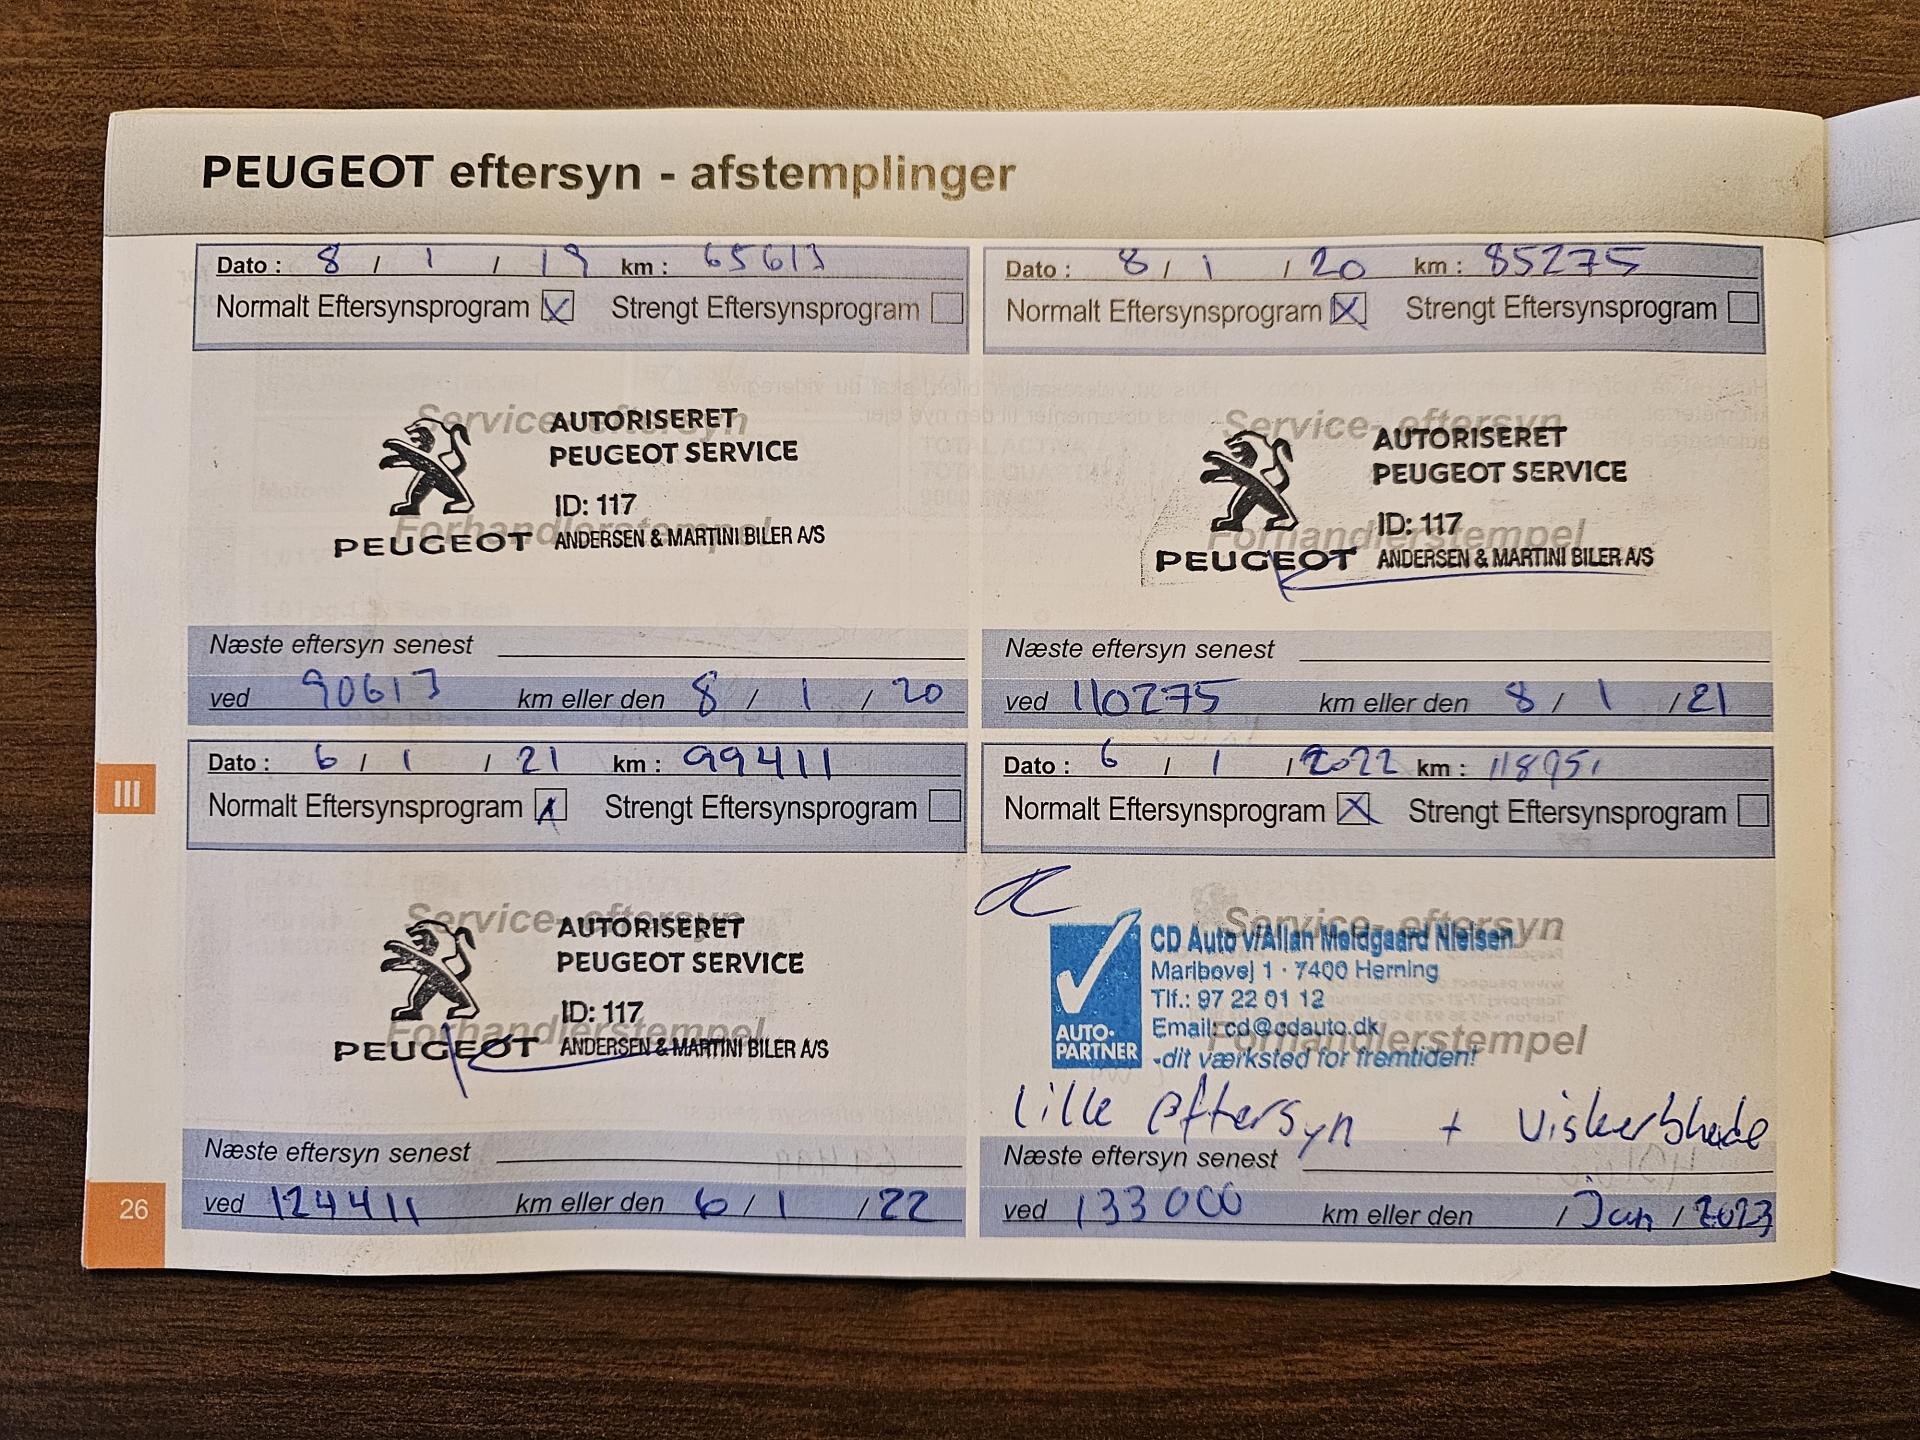 PEUGEOT eftersyn - afstemplinger
Dato : 8 / 1 / 19 km : 65613
Normalt Eftersynsprogram X Strengt Eftersynsprogram
Service- eftersyn
AUTORISERET
PEUGEOT SERVICE
ID: 117
Forhandlerstempel
PEUGEOT ANDERSEN & MARTINI BILER A/S
Næste eftersyn senest
ved 90613 km eller den 8 / 1 / 20
Dato : 8 / 1 / 20 km : 85275
Normalt Eftersynsprogram X Strengt Eftersynsprogram
Service- eftersyn
AUTORISERET
PEUGEOT SERVICE
ID: 117
Forhandlerstempel
PEUGEOT ANDERSEN & MARTINI BILER A/S
Næste eftersyn senest
ved 110275 km eller den 8 / 1 / 21
Dato : 6 / 1 / 21 km : 99411
Normalt Eftersynsprogram X Strengt Eftersynsprogram
Service- eftersyn
AUTORISERET
PEUGEOT SERVICE
ID: 117
Forhandlerstempel
PEUGEOT ANDERSEN & MARTINI BILER A/S
Næste eftersyn senest
ved 124411 km eller den 6 / 1 / 22
Dato : 6 / 1 / 2022 km : 118951
Normalt Eftersynsprogram X Strengt Eftersynsprogram
Service- eftersyn
CD Auto v/Allan Meldgaard Nielsen
Marlbovej 1 · 7400 Herning
Tlf.: 97 22 01 12
Email: cd@cdauto.dk
Forhandlerstempel
AUTO-
PARTNER
-dit værksted for fremtiden!
Lille eftersyn + viskerblade
Næste eftersyn senest
ved 133000 km eller den / Jan / 2023
III
26